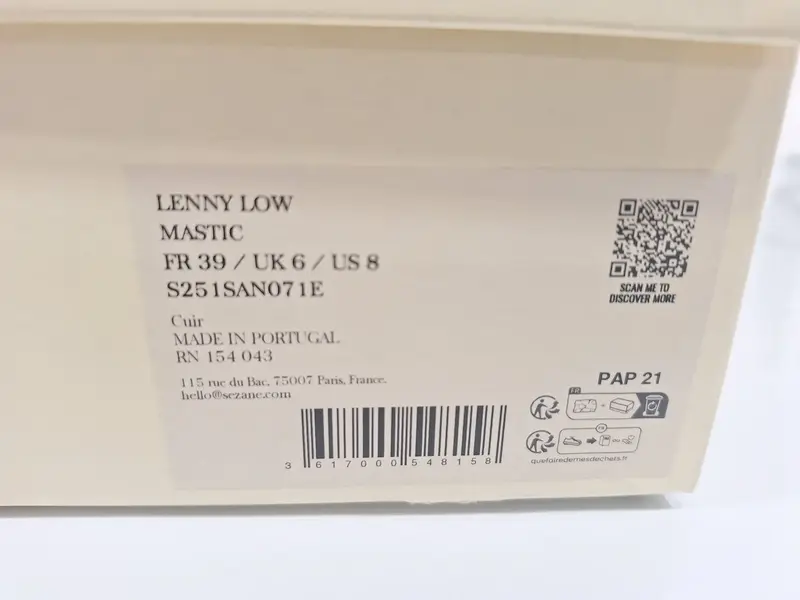 LENNY LOW
MASTIC
FR 39 / UK 6 / US 8
S251SAN071E
Cuir
MADE IN PORTUGAL
RN 154 043
115 rue du Bac, 75007 Paris, France.
hello@sezane.com
3 617000 548158
SCAN ME TO
DISCOVER MORE
PAP 21
FR
FR
quefairedemesdechets.fr